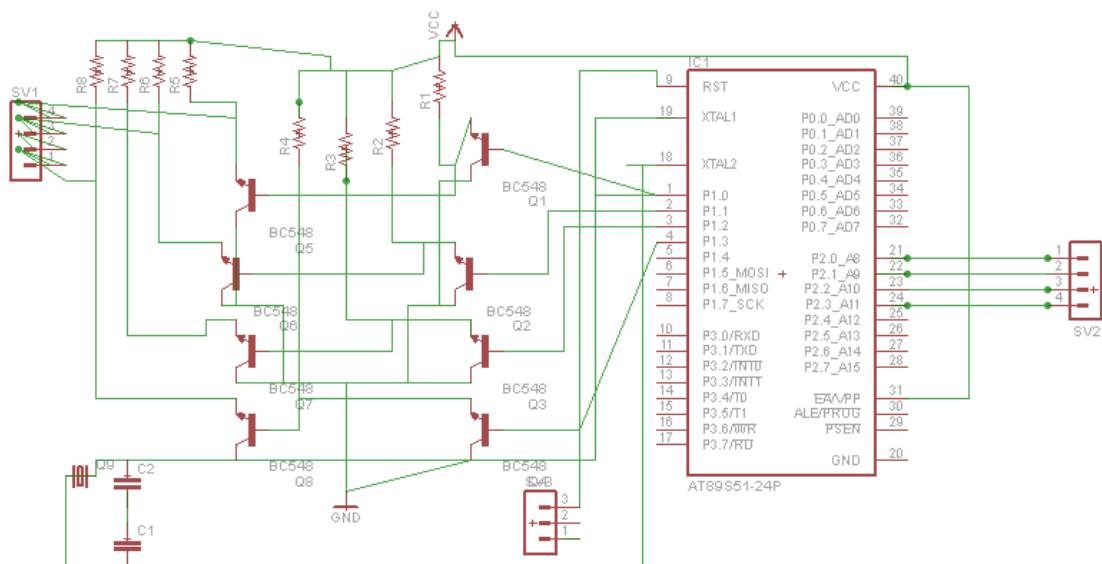 VCC
R8
R7
R6
R5
R4
R3
R2
R1
SV1
4
3
2
1
BC548
Q1
BC548
Q5
BC548
Q2
BC548
Q6
BC548
Q3
BC548
Q7
BC548
BC548
Q8
Q9
C2
C1
GND
3
2
1
IC1
9 RST VCC 40
19 XTAL1 P0.0_AD0 39
P0.1_AD1 38
P0.2_AD2 37
18 XTAL2 P0.3_AD3 36
P0.4_AD4 35
1 P1.0 P0.5_AD5 34
2 P1.1 P0.6_AD6 33
3 P1.2 P0.7_AD7 32
4 P1.3
5 P1.4 P2.0_A8 21
6 P1.5_MOSI P2.1_A9 22
7 P1.6_MISO P2.2_A10 23
8 P1.7_SCK P2.3_A11 24
P2.4_A12 25
10 P3.0/RXD P2.5_A13 26
11 P3.1/TXD P2.6_A14 27
12 P3.2/INT0 P2.7_A15 28
13 P3.3/INT1
14 P3.4/T0 EA/VPP 31
15 P3.5/T1 ALE/PROG 30
16 P3.6/WR PSEN 29
17 P3.7/RD
GND 20
AT89S51-24P
1
2
3
4
SV2